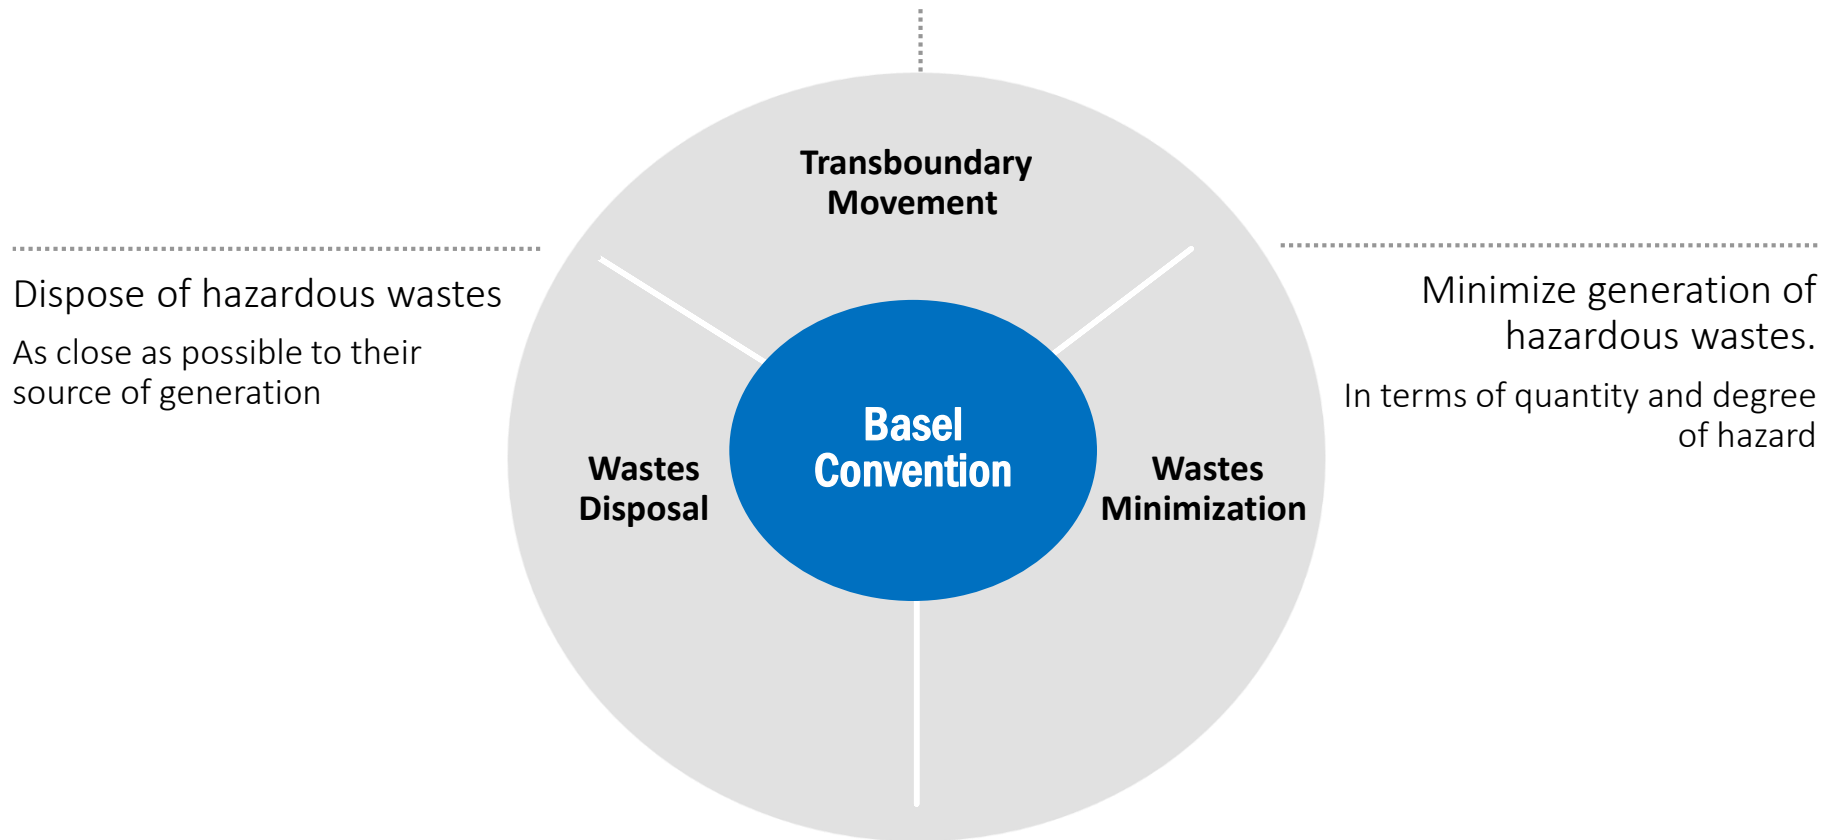 Transboundary
Movement
Dispose of hazardous wastes
As close as possible to their
source of generation
Minimize generation of
hazardous wastes.
In terms of quantity and degree
of hazard
Basel
Convention
Wastes
Disposal
Wastes
Minimization